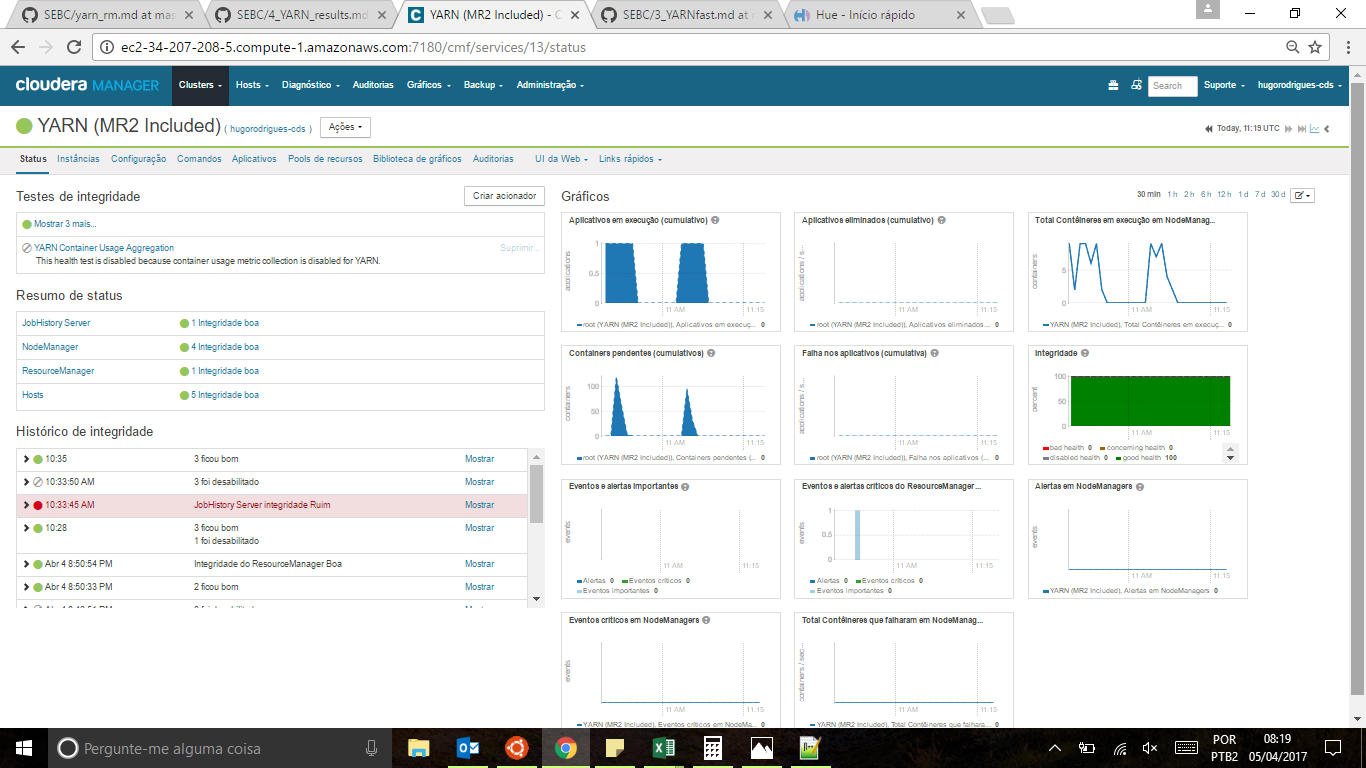 SEBC/yarn_rm.md at mas
SEBC/4_YARN_results.md
YARN (MR2 Included) - C
SEBC/3_YARNfast.md at m
Hue - Início rápido
ec2-34-207-208-5.compute-1.amazonaws.com:7180/cmf/services/13/status
cloudera MANAGER Clusters Hosts Diagnóstico Auditorias Gráficos Backup Administração Search Suporte hugorodrigues-cds
YARN (MR2 Included) ( hugorodrigues-cds ) Ações Today, 11:19 UTC
Status Instâncias Configuração Comandos Aplicativos Pools de recursos Biblioteca de gráficos Auditorias UI da Web Links rápidos
Testes de integridade Criar acionador
Mostrar 3 mais...
YARN Container Usage Aggregation Suprimir...
This health test is disabled because container usage metric collection is disabled for YARN.
Resumo de status
JobHistory Server 1 Integridade boa
NodeManager 4 Integridade boa
ResourceManager 1 Integridade boa
Hosts 5 Integridade boa
Histórico de integridade
10:35 3 ficou bom Mostrar
10:33:50 AM 3 foi desabilitado Mostrar
10:33:45 AM JobHistory Server integridade Ruim Mostrar
10:28 3 ficou bom Mostrar
1 foi desabilitado
Abr 4 8:50:54 PM Integridade do ResourceManager Boa Mostrar
Abr 4 8:50:33 PM 2 ficou bom Mostrar
Gráficos 30 min 1 h 2 h 6 h 12 h 1 d 7 d 30 d
Aplicativos em execução (cumulativo)
applications
1
0.5
0
11 AM 11:15
root (YARN (MR2 Included)), Aplicativos em execuç... 0
Aplicativos eliminados (cumulativo)
applications / s...
11 AM 11:15
root (YARN (MR2 Included)), Aplicativos eliminados... 0
Total Contêineres em execução em NodeManag...
containers
5
0
11 AM 11:15
YARN (MR2 Included), Total Contêineres em execuç... 0
Containers pendentes (cumulativos)
containers
100
50
0
11 AM 11:15
root (YARN (MR2 Included)), Containers pendentes (... 0
Falha nos aplicativos (cumulativa)
applications / s...
11 AM 11:15
root (YARN (MR2 Included)), Falha nos aplicativos (... 0
Integridade
percent
100
50
0
11 AM 11:15
bad health 0 concerning health 0
disabled health 0 good health 100
Eventos e alertas importantes
events
11 AM 11:15
Alertas 0 Eventos críticos 0
Eventos importantes 0
Eventos e alertas críticos do ResourceManager...
events
1
0.5
0
11 AM 11:15
Alertas 0 Eventos críticos 0
Eventos importantes 0
Alertas em NodeManagers
events
11 AM 11:15
YARN (MR2 Included), Alertas em NodeManagers 0
Eventos críticos em NodeManagers
events
11 AM 11:15
YARN (MR2 Included), Eventos críticos em NodeMa... 0
Total Contêineres que falharam em NodeManag...
containers / sec...
11 AM 11:15
YARN (MR2 Included), Total Contêineres que falhara... 0
Pergunte-me alguma coisa
POR
PTB2
08:19
05/04/2017